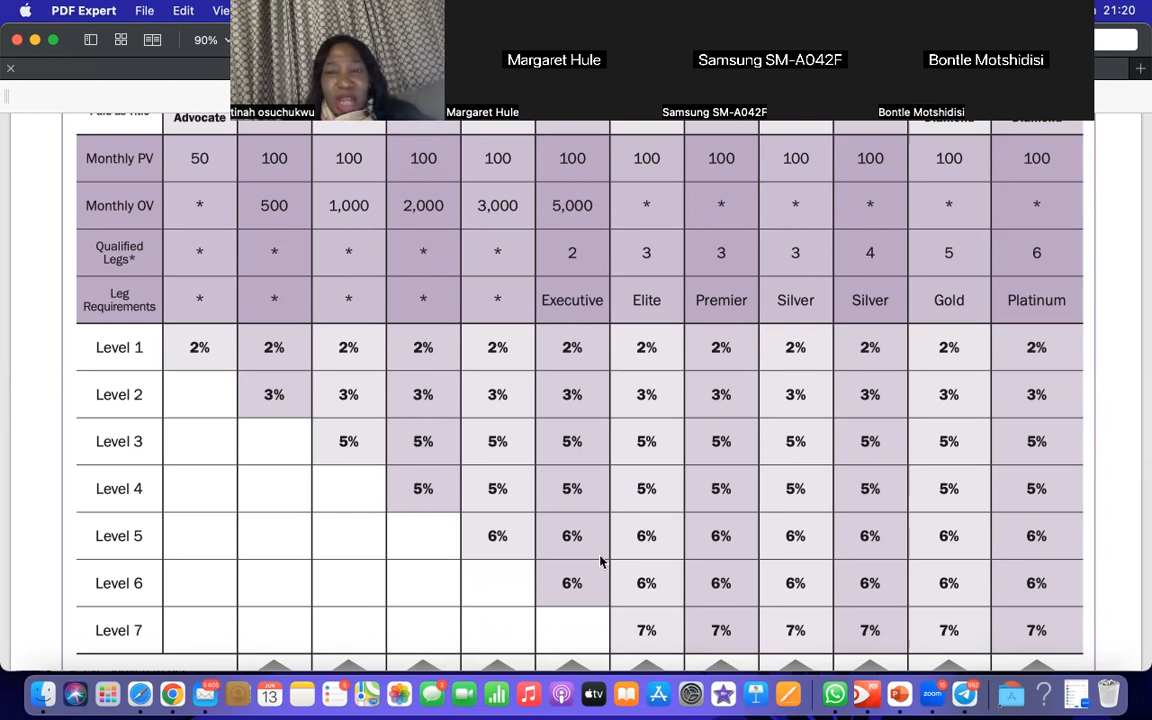 PDF Expert File Edit Vie 21:20
90%
Margaret Hule Samsung SM-A042F Bontle Motshidisi
tinah osuchukwu Margaret Hule Samsung SM-A042F Bontle Motshidisi
Advocate
Monthly PV 50 100 100 100 100 100 100 100 100 100 100 100
Monthly OV * 500 1,000 2,000 3,000 5,000 * * * * * *
Qualified
Legs* * * * * * 2 3 3 3 4 5 6
Leg
Requirements * * * * * Executive Elite Premier Silver Silver Gold Platinum
Level 1 2% 2% 2% 2% 2% 2% 2% 2% 2% 2% 2% 2%
Level 2 3% 3% 3% 3% 3% 3% 3% 3% 3% 3% 3%
Level 3 5% 5% 5% 5% 5% 5% 5% 5% 5% 5%
Level 4 5% 5% 5% 5% 5% 5% 5% 5% 5%
Level 5 6% 6% 6% 6% 6% 6% 6% 6%
Level 6 6% 6% 6% 6% 6% 6% 6%
Level 7 7% 7% 7% 7% 7% 7%
JUN
13
tv
zoom